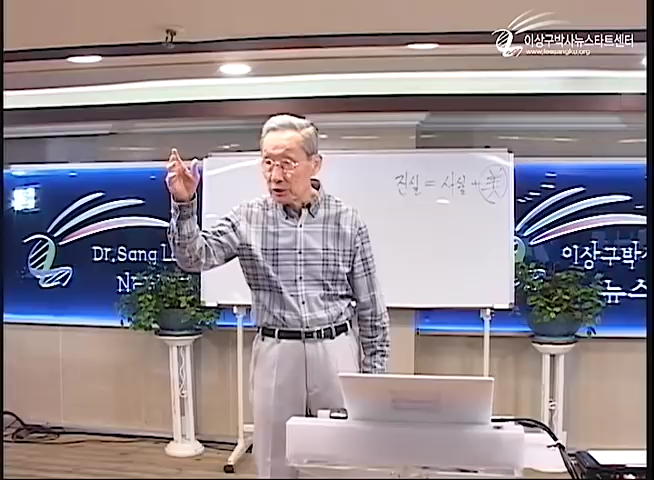 이상구박사뉴스타트센터
www.leesangku.org
진실 = 사실 + 美
Dr.Sang L
N
이상구박사
뉴스